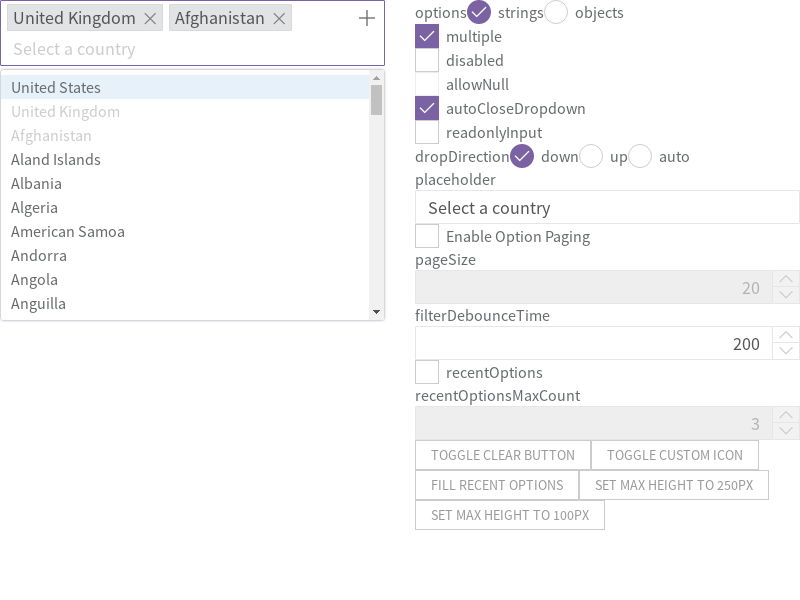 United Kingdom Afghanistan
Select a country
United States
United Kingdom
Afghanistan
Aland Islands
Albania
Algeria
American Samoa
Andorra
Angola
Anguilla
options strings objects
multiple
disabled
allowNull
autoCloseDropdown
readonlyInput
dropDirection down up auto
placeholder
Select a country
Enable Option Paging
pageSize
20
filterDebounceTime
200
recentOptions
recentOptionsMaxCount
3
TOGGLE CLEAR BUTTON TOGGLE CUSTOM ICON
FILL RECENT OPTIONS SET MAX HEIGHT TO 250PX
SET MAX HEIGHT TO 100PX